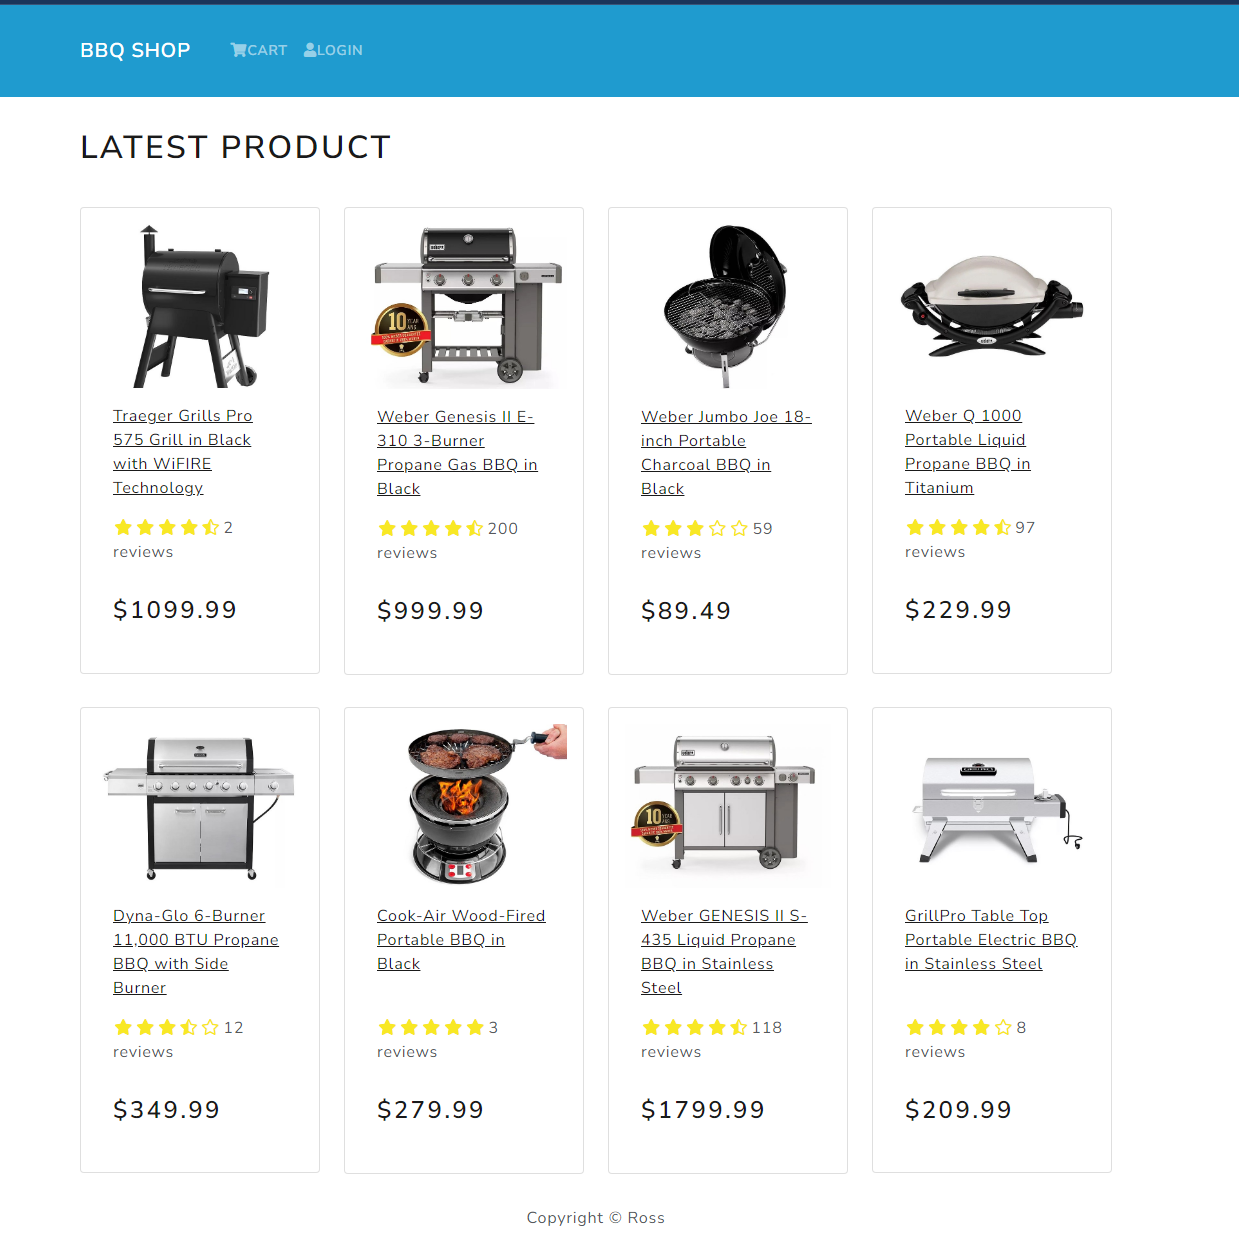 BBQ SHOP CART LOGIN
LATEST PRODUCT
Traeger Grills Pro
575 Grill in Black
with WiFIRE
Technology
2
reviews
$1099.99
10 YEAR
ANS
Weber Genesis II E-
310 3-Burner
Propane Gas BBQ in
Black
200
reviews
$999.99
Weber Jumbo Joe 18-
inch Portable
Charcoal BBQ in
Black
59
reviews
$89.49
Weber Q 1000
Portable Liquid
Propane BBQ in
Titanium
97
reviews
$229.99
Dyna-Glo 6-Burner
11,000 BTU Propane
BBQ with Side
Burner
12
reviews
$349.99
Cook-Air Wood-Fired
Portable BBQ in
Black
3
reviews
$279.99
10 YEAR
ANS
Weber GENESIS II S-
435 Liquid Propane
BBQ in Stainless
Steel
118
reviews
$1799.99
GrillPro Table Top
Portable Electric BBQ
in Stainless Steel
8
reviews
$209.99
Copyright © Ross